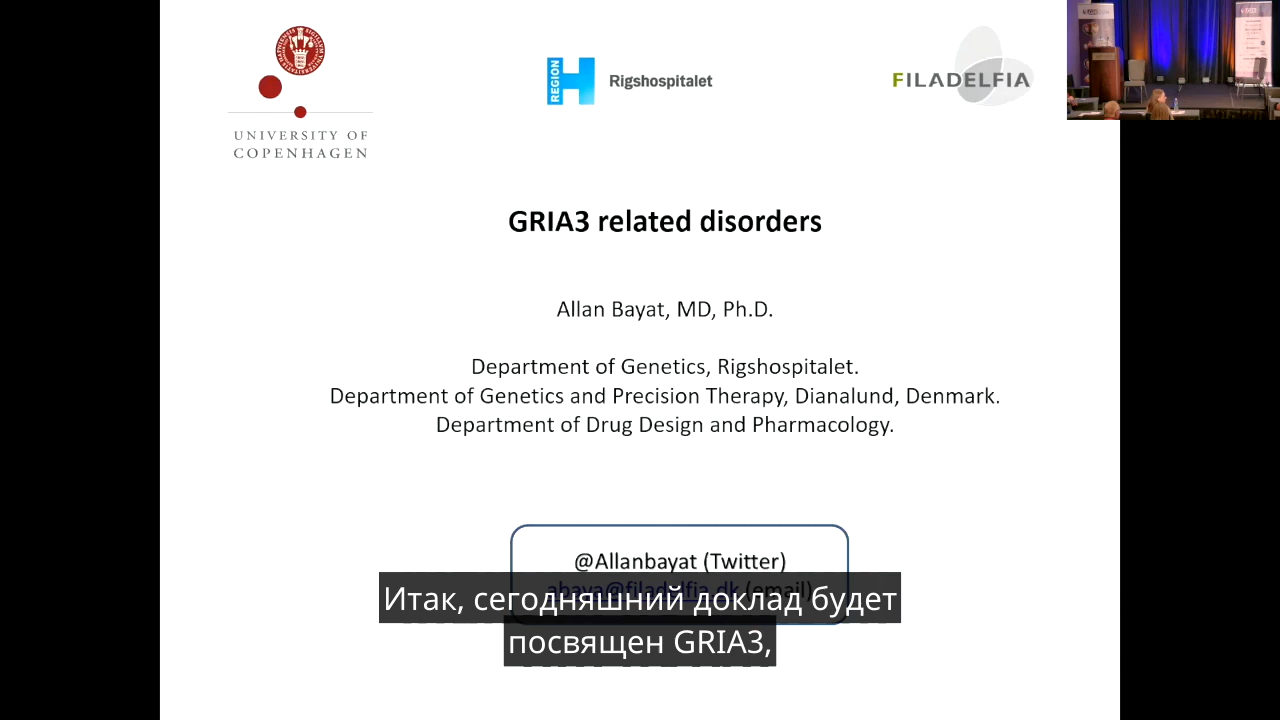 UNIVERSITY OF
COPENHAGEN
REGION H
Rigshospitalet
FILADELFIA
GRIA3 related disorders
Allan Bayat, MD, Ph.D.
Department of Genetics, Rigshospitalet.
Department of Genetics and Precision Therapy, Dianalund, Denmark.
Department of Drug Design and Pharmacology.
@Allanbayat (Twitter)
abaya@filadelfia.dk (email)
Итак, сегодняшний доклад будет
посвящен GRIA3,